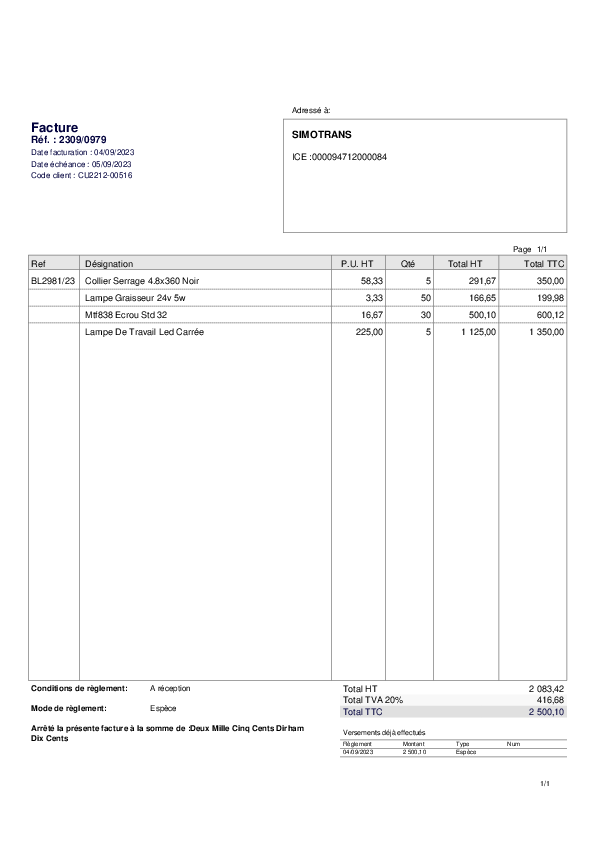 Adressé à:
Facture
Réf. : 2309/0979
Date facturation : 04/09/2023
Date échéance : 05/09/2023
Code client : CU2212-00516
SIMOTRANS
ICE :000094712000084
Page 1/1
Ref Désignation P.U. HT Qté Total HT Total TTC
BL2981/23 Collier Serrage 4.8x360 Noir 58,33 5 291,67 350,00
Lampe Graisseur 24v 5w 3,33 50 166,65 199,98
Mtf838 Ecrou Std 32 16,67 30 500,10 600,12
Lampe De Travail Led Carrée 225,00 5 1 125,00 1 350,00
Conditions de règlement: A réception
Mode de règlement: Espèce
Arrêté la présente facture à la somme de :Deux Mille Cinq Cents Dirham
Dix Cents
Total HT 2 083,42
Total TVA 20% 416,68
Total TTC 2 500,10
Versements déjà effectués
Règlement Montant Type Num
04/09/2023 2 500,10 Espèce
1/1